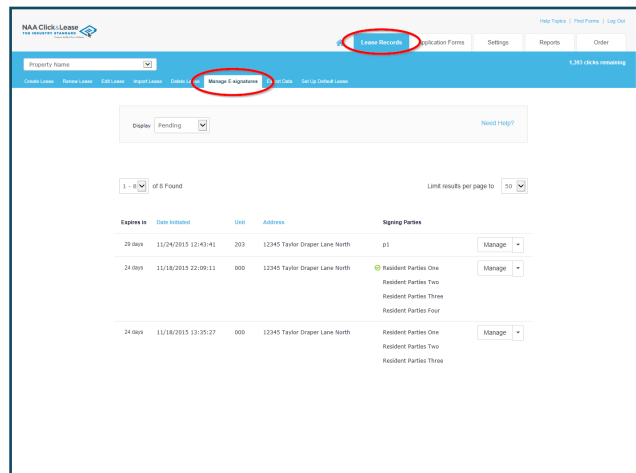 Help Topics | Find Forms | Log Out
NAA Click&Lease
THE INDUSTRY STANDARD
Lease Records Application Forms Settings Reports Order
Property Name 1,393 clicks remaining
Create Lease Renew Lease Edit Lease Import Lease Delete Lease Manage E-signatures Export Data Set Up Default Lease
Display Pending Need Help?
1 - 8 of 8 Found Limit results per page to 50
Expires in Date Initiated Unit Address Signing Parties
29 days 11/24/2015 12:43:41 203 12345 Taylor Draper Lane North p1 Manage
24 days 11/18/2015 22:09:11 000 12345 Taylor Draper Lane North Resident Parties One Manage
Resident Parties Two
Resident Parties Three
Resident Parties Four
24 days 11/18/2015 13:35:27 000 12345 Taylor Draper Lane North Resident Parties One Manage
Resident Parties Two
Resident Parties Three